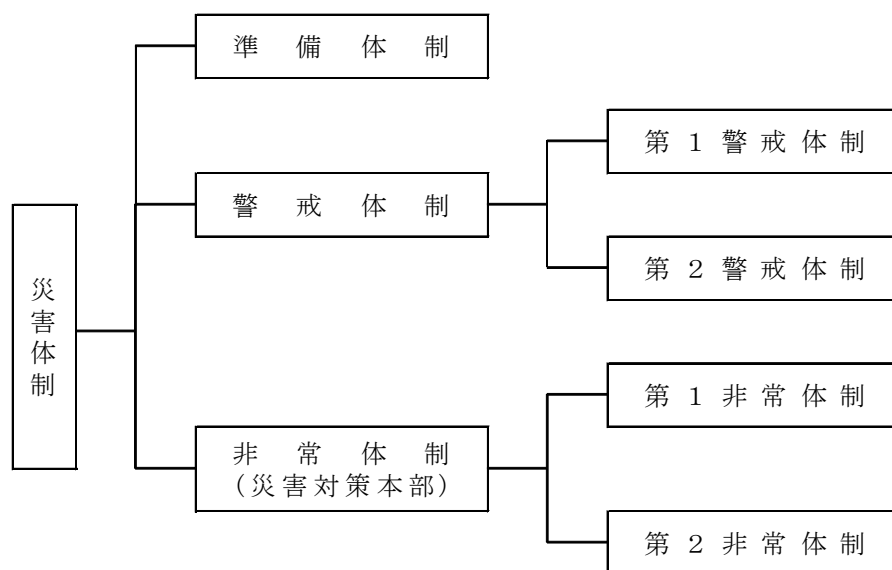 災害体制
準備体制
警戒体制
第１警戒体制
第２警戒体制
非常体制
（災害対策本部）
第１非常体制
第２非常体制